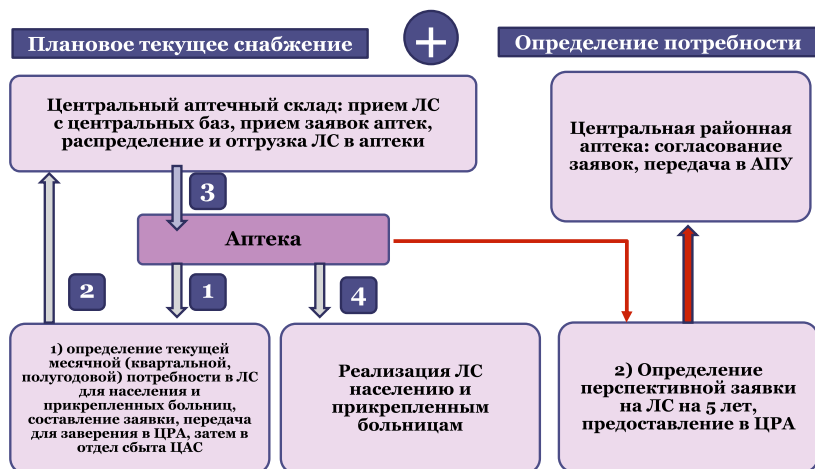 Плановое текущее снабжение
+
Определение потребности
Центральный аптечный склад: прием ЛС
с центральных баз, прием заявок аптек,
распределение и отгрузка ЛС в аптеки
Центральная районная
аптека: согласование
заявок, передача в АПУ
3
Аптека
2
1
4
1) определение текущей
месячной (квартальной,
полугодовой) потребности в ЛС
для населения и
прикрепленных больниц,
составление заявки, передача
для заверения в ЦРА, затем в
отдел сбыта ЦАС
Реализация ЛС
населению и
прикрепленным
больницам
2) Определение
перспективной заявки
на ЛС на 5 лет,
предоставление в ЦРА